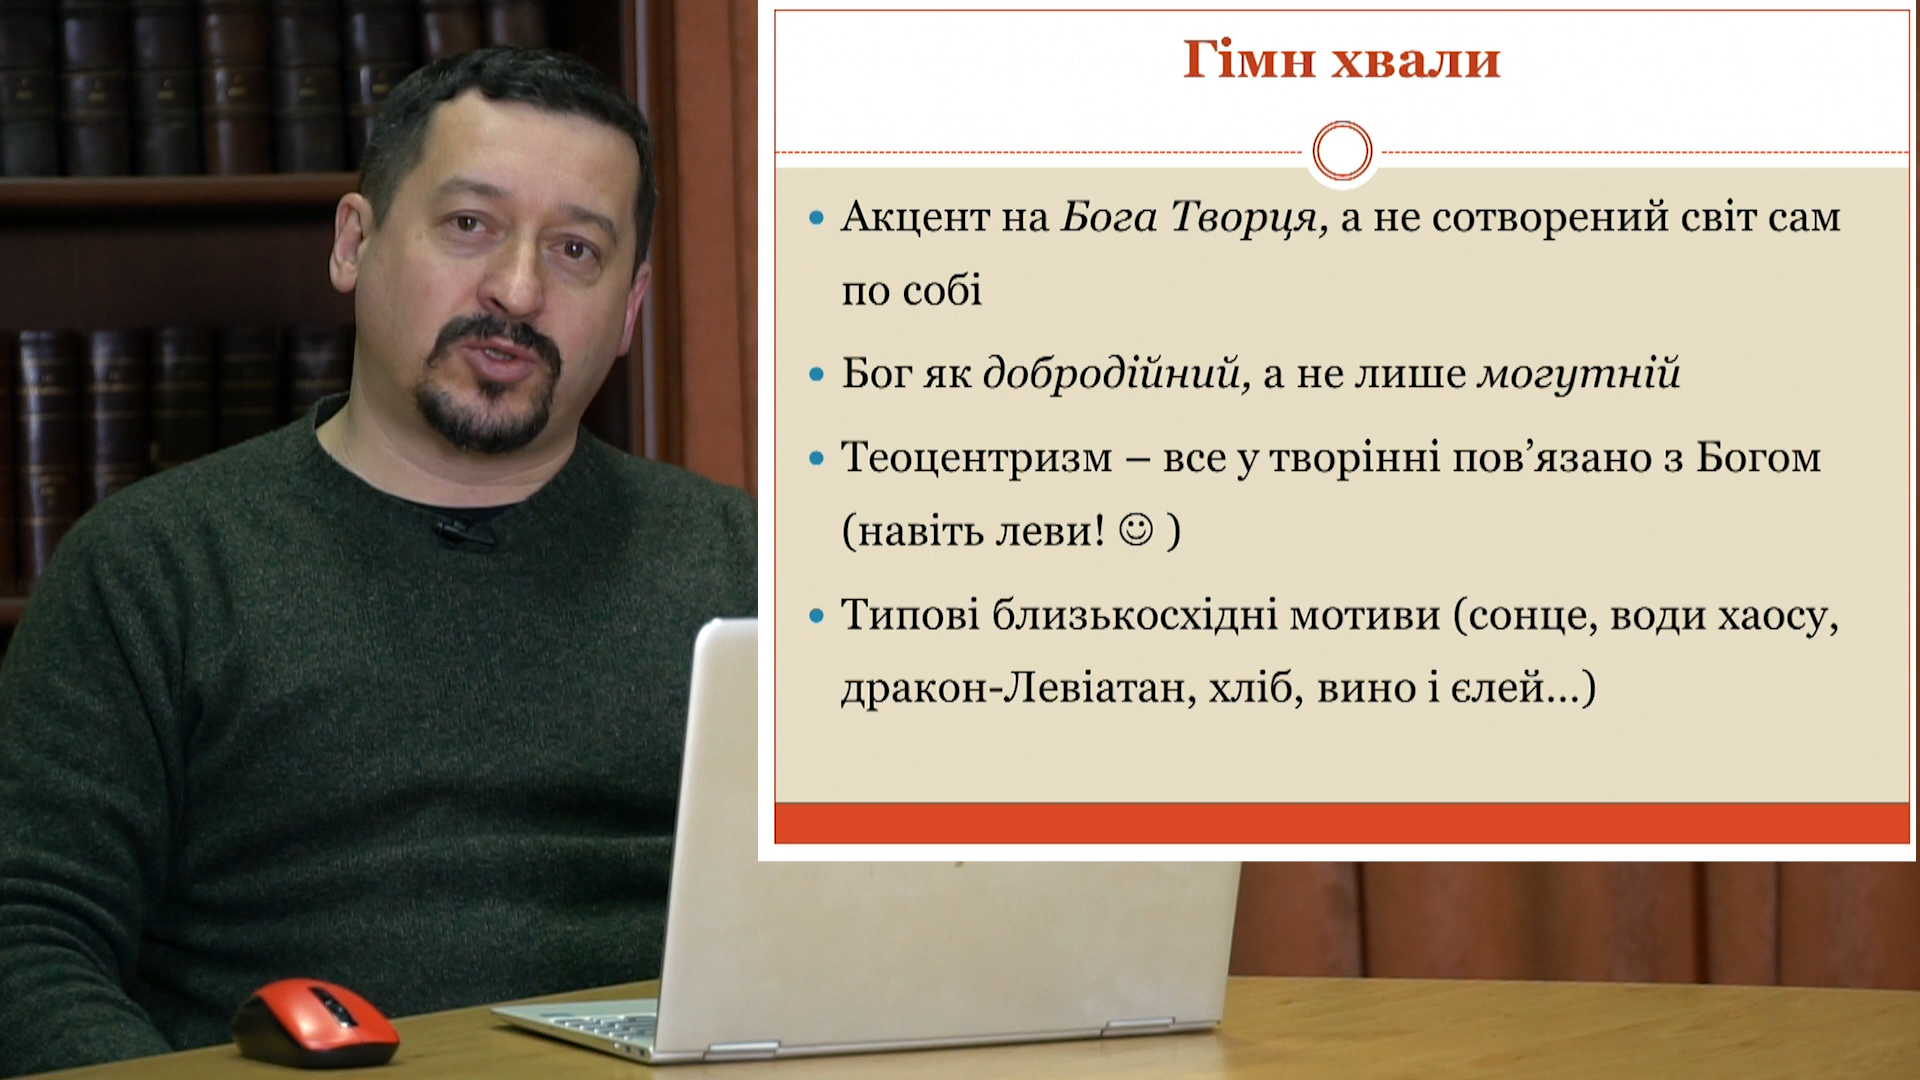 Гімн хвали
• Акцент на Бога Творця, а не сотворений світ сам
по собі
• Бог як добродійний, а не лише могутній
• Теоцентризм – все у творінні пов’язано з Богом
(навіть леви! ☺ )
• Типові близькосхідні мотиви (сонце, води хаосу,
дракон-Левіатан, хліб, вино і єлей…)